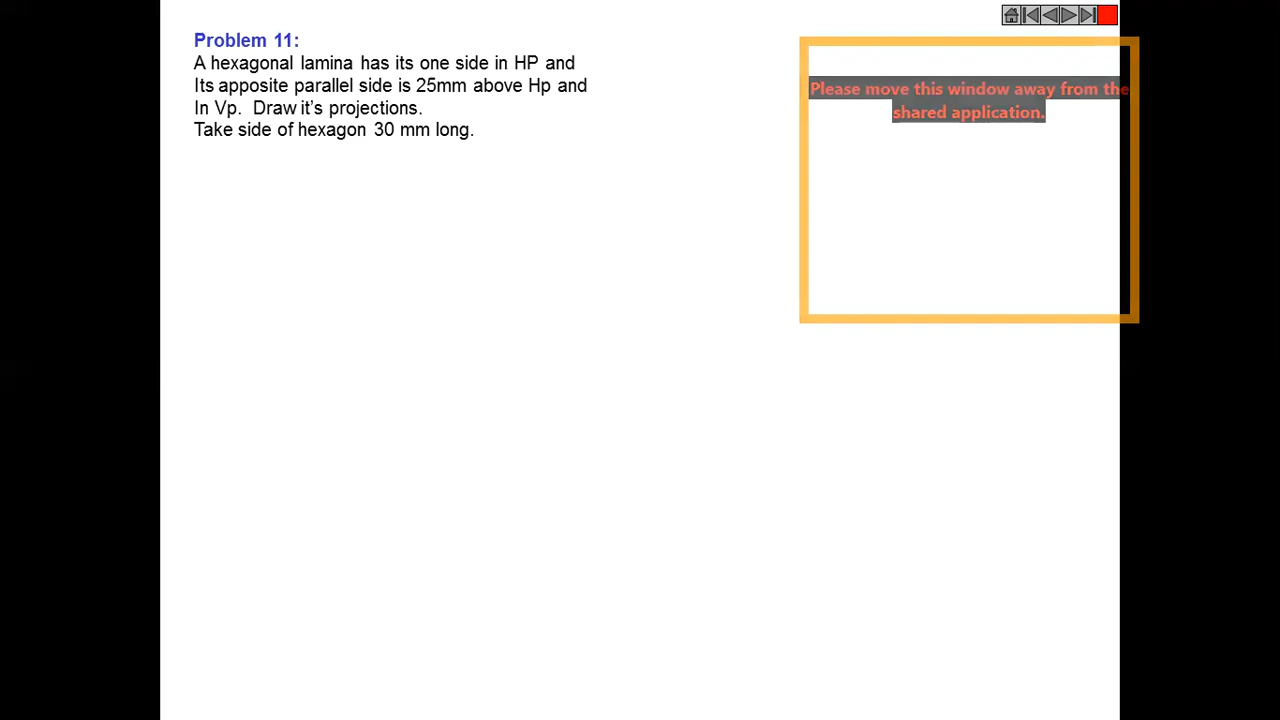 Problem 11:
A hexagonal lamina has its one side in HP and
Its apposite parallel side is 25mm above Hp and
In Vp. Draw it's projections.
Take side of hexagon 30 mm long.
Please move this window away from the
shared application.